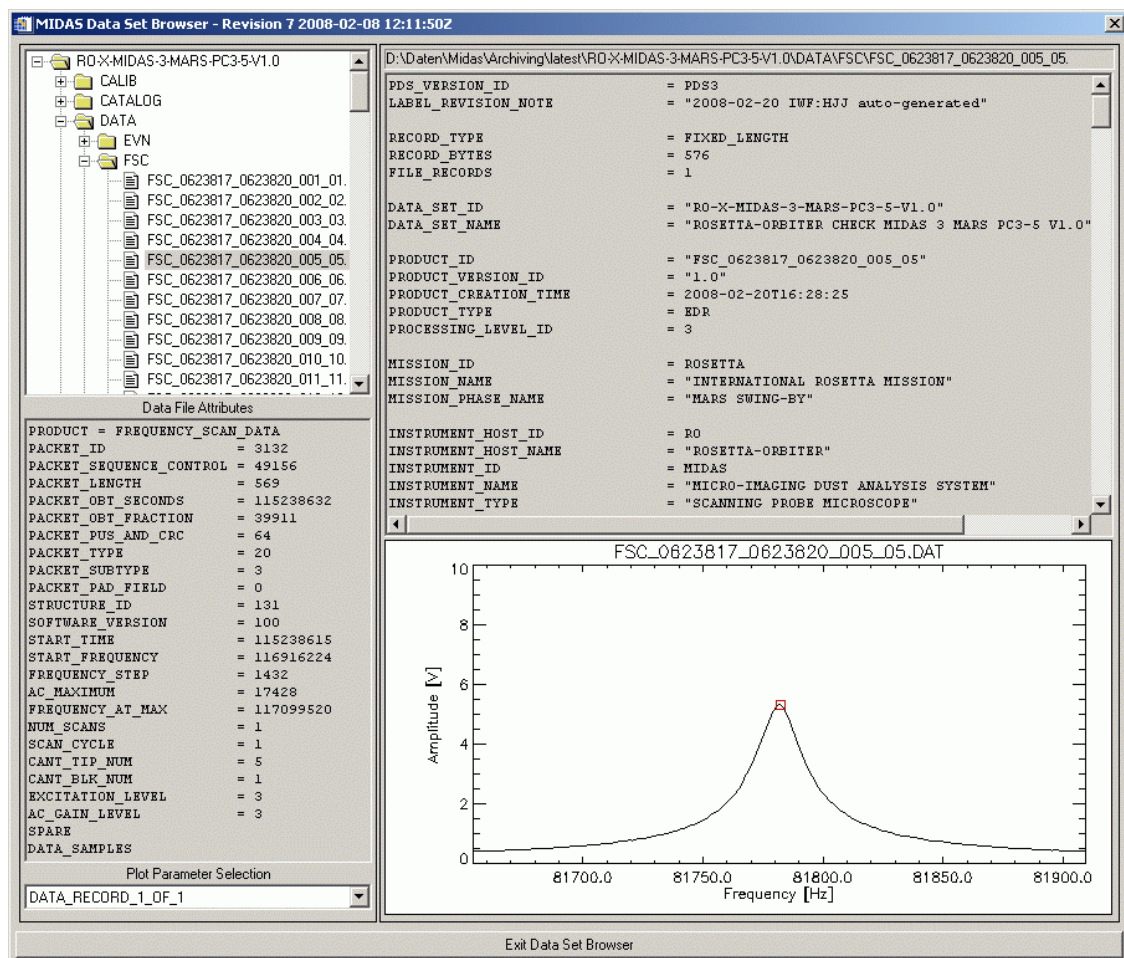 MIDAS Data Set Browser - Revision 7 2008-02-08 12:11:50Z
RO-X-MIDAS-3-MARS-PC3-5-V1.0
CALIB
CATALOG
DATA
EVN
FSC
FSC_0623817_0623820_001_01.
FSC_0623817_0623820_002_02.
FSC_0623817_0623820_003_03.
FSC_0623817_0623820_004_04.
FSC_0623817_0623820_005_05.
FSC_0623817_0623820_006_06.
FSC_0623817_0623820_007_07.
FSC_0623817_0623820_008_08.
FSC_0623817_0623820_009_09.
FSC_0623817_0623820_010_10.
FSC_0623817_0623820_011_11.
Data File Attributes
PRODUCT = FREQUENCY_SCAN_DATA
PACKET_ID = 3132
PACKET_SEQUENCE_CONTROL = 49156
PACKET_LENGTH = 569
PACKET_OBT_SECONDS = 115238632
PACKET_OBT_FRACTION = 39911
PACKET_PUS_AND_CRC = 64
PACKET_TYPE = 20
PACKET_SUBTYPE = 3
PACKET_PAD_FIELD = 0
STRUCTURE_ID = 131
SOFTWARE_VERSION = 100
START_TIME = 115238615
START_FREQUENCY = 116916224
FREQUENCY_STEP = 1432
AC_MAXIMUM = 17428
FREQUENCY_AT_MAX = 117099520
NUM_SCANS = 1
SCAN_CYCLE = 1
CANT_TIP_NUM = 5
CANT_BLK_NUM = 1
EXCITATION_LEVEL = 3
AC_GAIN_LEVEL = 3
SPARE
DATA_SAMPLES
Plot Parameter Selection
DATA_RECORD_1_OF_1
D:\Daten\Midas\Archiving\latest\RO-X-MIDAS-3-MARS-PC3-5-V1.0\DATA\FSC\FSC_0623817_0623820_005_05.
PDS_VERSION_ID = PDS3
LABEL_REVISION_NOTE = "2008-02-20 IWF:HJJ auto-generated"
RECORD_TYPE = FIXED_LENGTH
RECORD_BYTES = 576
FILE_RECORDS = 1
DATA_SET_ID = "RO-X-MIDAS-3-MARS-PC3-5-V1.0"
DATA_SET_NAME = "ROSETTA-ORBITER CHECK MIDAS 3 MARS PC3-5 V1.0"
PRODUCT_ID = "FSC_0623817_0623820_005_05"
PRODUCT_VERSION_ID = "1.0"
PRODUCT_CREATION_TIME = 2008-02-20T16:28:25
PRODUCT_TYPE = EDR
PROCESSING_LEVEL_ID = 3
MISSION_ID = ROSETTA
MISSION_NAME = "INTERNATIONAL ROSETTA MISSION"
MISSION_PHASE_NAME = "MARS SWING-BY"
INSTRUMENT_HOST_ID = RO
INSTRUMENT_HOST_NAME = "ROSETTA-ORBITER"
INSTRUMENT_ID = MIDAS
INSTRUMENT_NAME = "MICRO-IMAGING DUST ANALYSIS SYSTEM"
INSTRUMENT_TYPE = "SCANNING PROBE MICROSCOPE"
FSC_0623817_0623820_005_05.DAT
10
8
6
4
2
0
Amplitude [V]
81700.0 81750.0 81800.0 81850.0 81900.0
Frequency [Hz]
Exit Data Set Browser